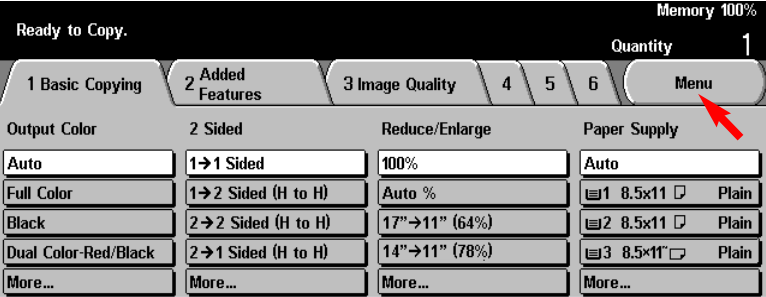 Memory 100%
Ready to Copy.
Quantity 1
1 Basic Copying
2 Added
Features
3 Image Quality
4
5
6
Menu
Output Color
2 Sided
Reduce/Enlarge
Paper Supply
Auto
1→1 Sided
100%
Auto
Full Color
1→2 Sided (H to H)
Auto %
1 8.5x11 Plain
Black
2→2 Sided (H to H)
17”→11” (64%)
2 8.5x11 Plain
Dual Color-Red/Black
2→1 Sided (H to H)
14”→11” (78%)
3 8.5×11~ Plain
More...
More...
More...
More...